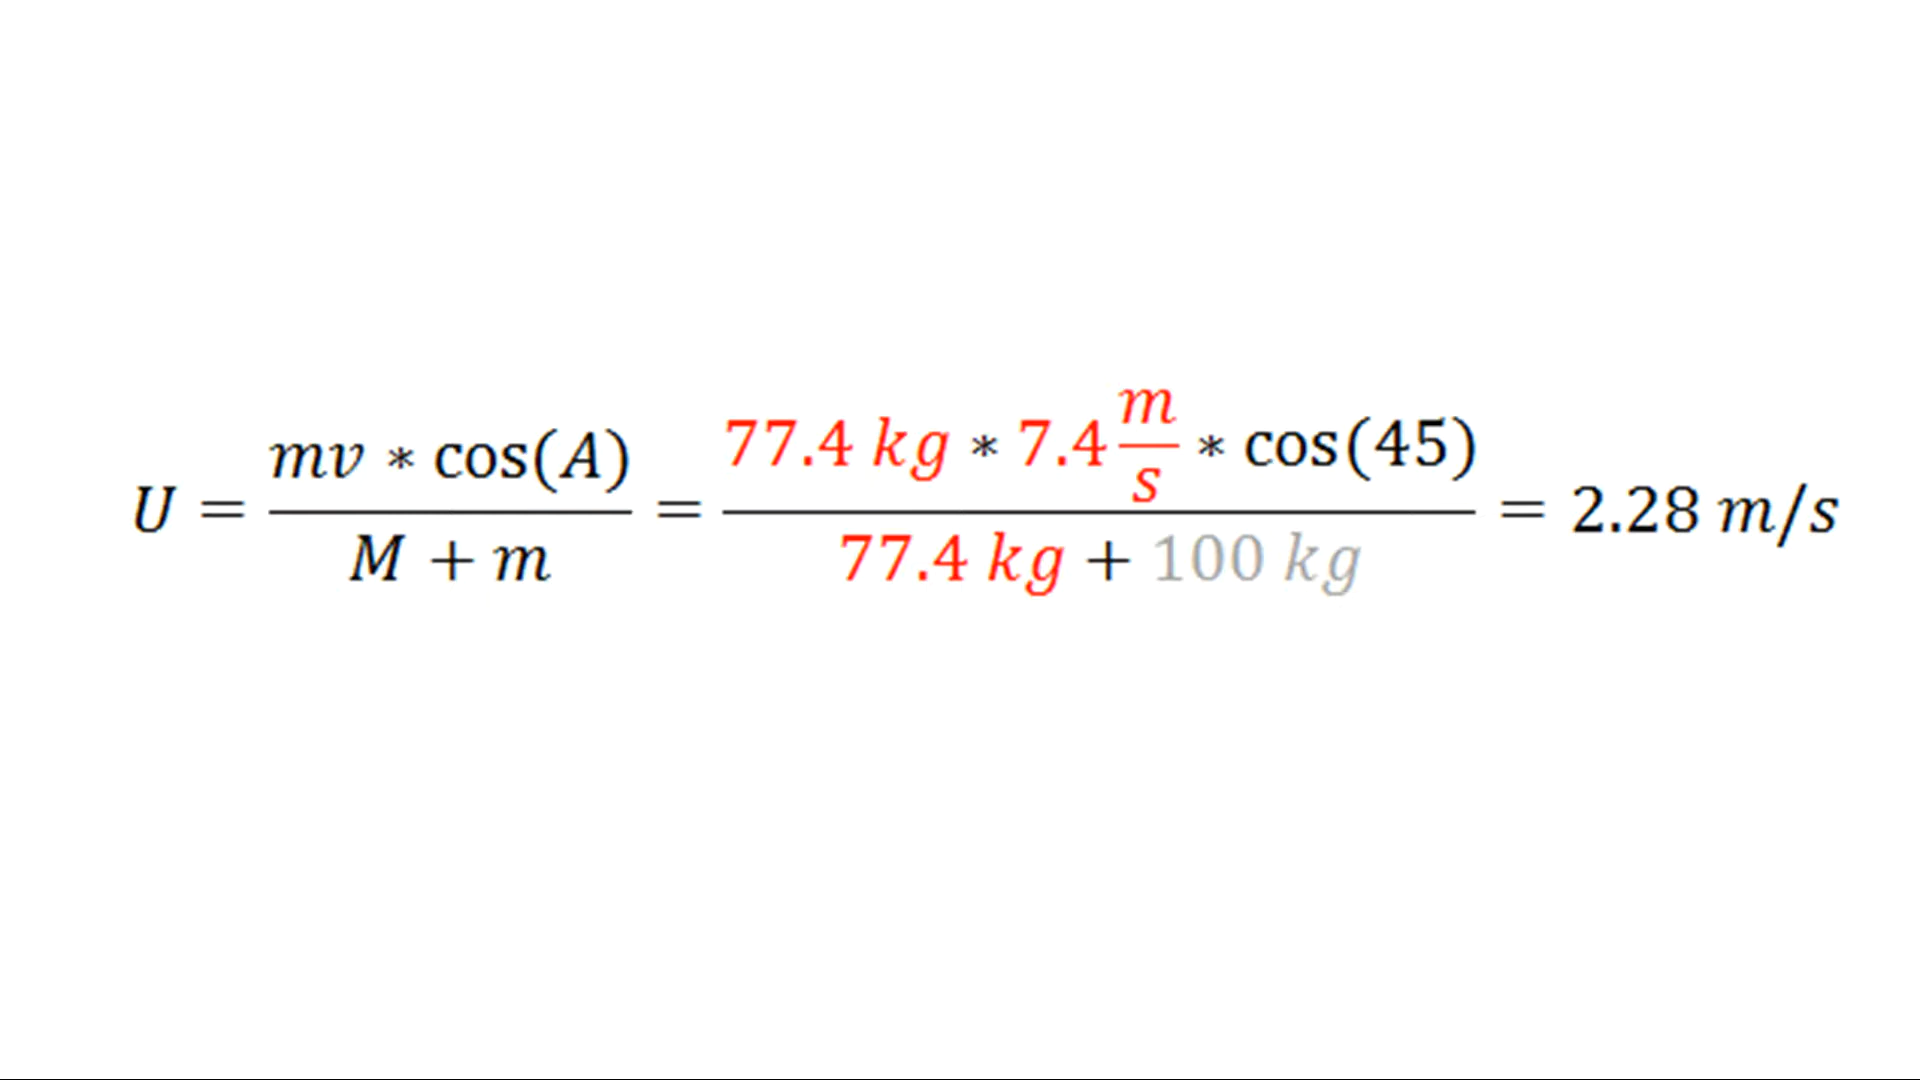 U = mv * cos(A) / M + m = 77.4 kg * 7.4 m/s * cos(45) / 77.4 kg + 100 kg = 2.28 m/s